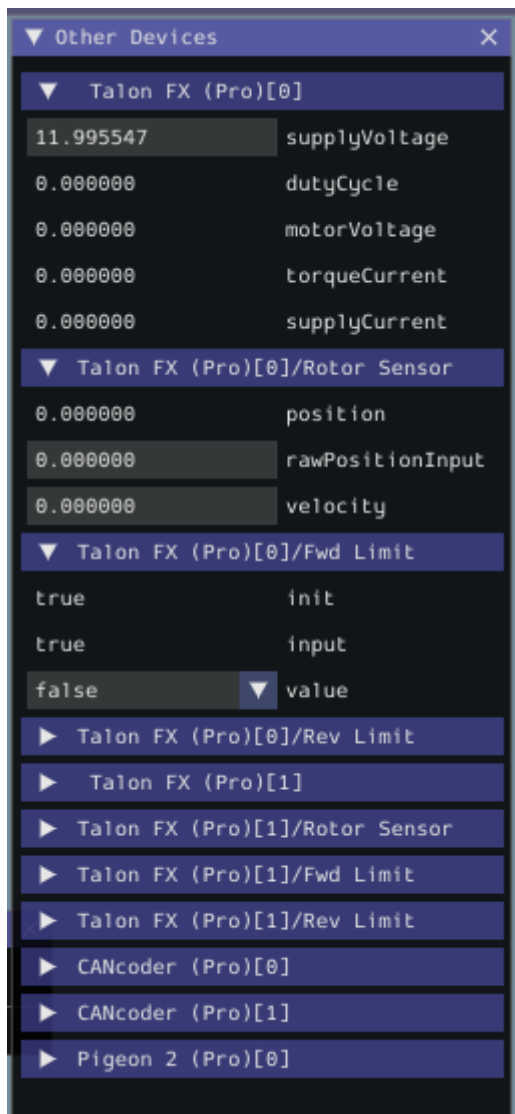 Other Devices
Talon FX (Pro)[0]
11.995547 supplyVoltage
0.000000 dutyCycle
0.000000 motorVoltage
0.000000 torqueCurrent
0.000000 supplyCurrent
Talon FX (Pro)[0]/Rotor Sensor
0.000000 position
0.000000 rawPositionInput
0.000000 velocity
Talon FX (Pro)[0]/Fwd Limit
true init
true input
false value
Talon FX (Pro)[0]/Rev Limit
Talon FX (Pro)[1]
Talon FX (Pro)[1]/Rotor Sensor
Talon FX (Pro)[1]/Fwd Limit
Talon FX (Pro)[1]/Rev Limit
CANcoder (Pro)[0]
CANcoder (Pro)[1]
Pigeon 2 (Pro)[0]